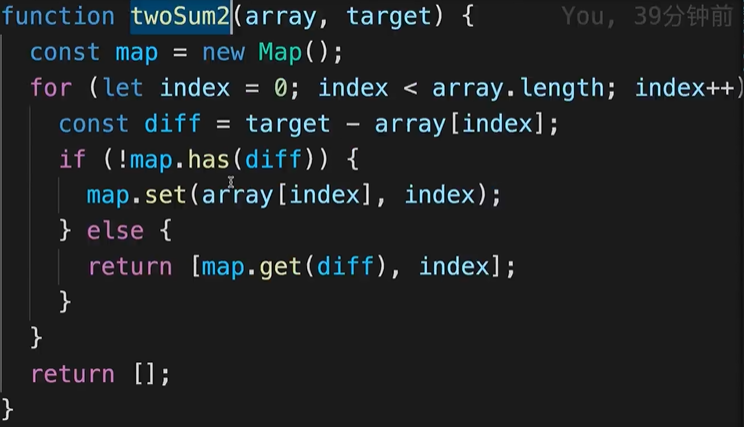 function twoSum2(array, target) { You, 39分钟前
const map = new Map();
for (let index = 0; index < array.length; index++)
const diff = target - array[index];
if (!map.has(diff)) {
map.set(array[index], index);
} else {
return [map.get(diff), index];
}
}
return [];
}